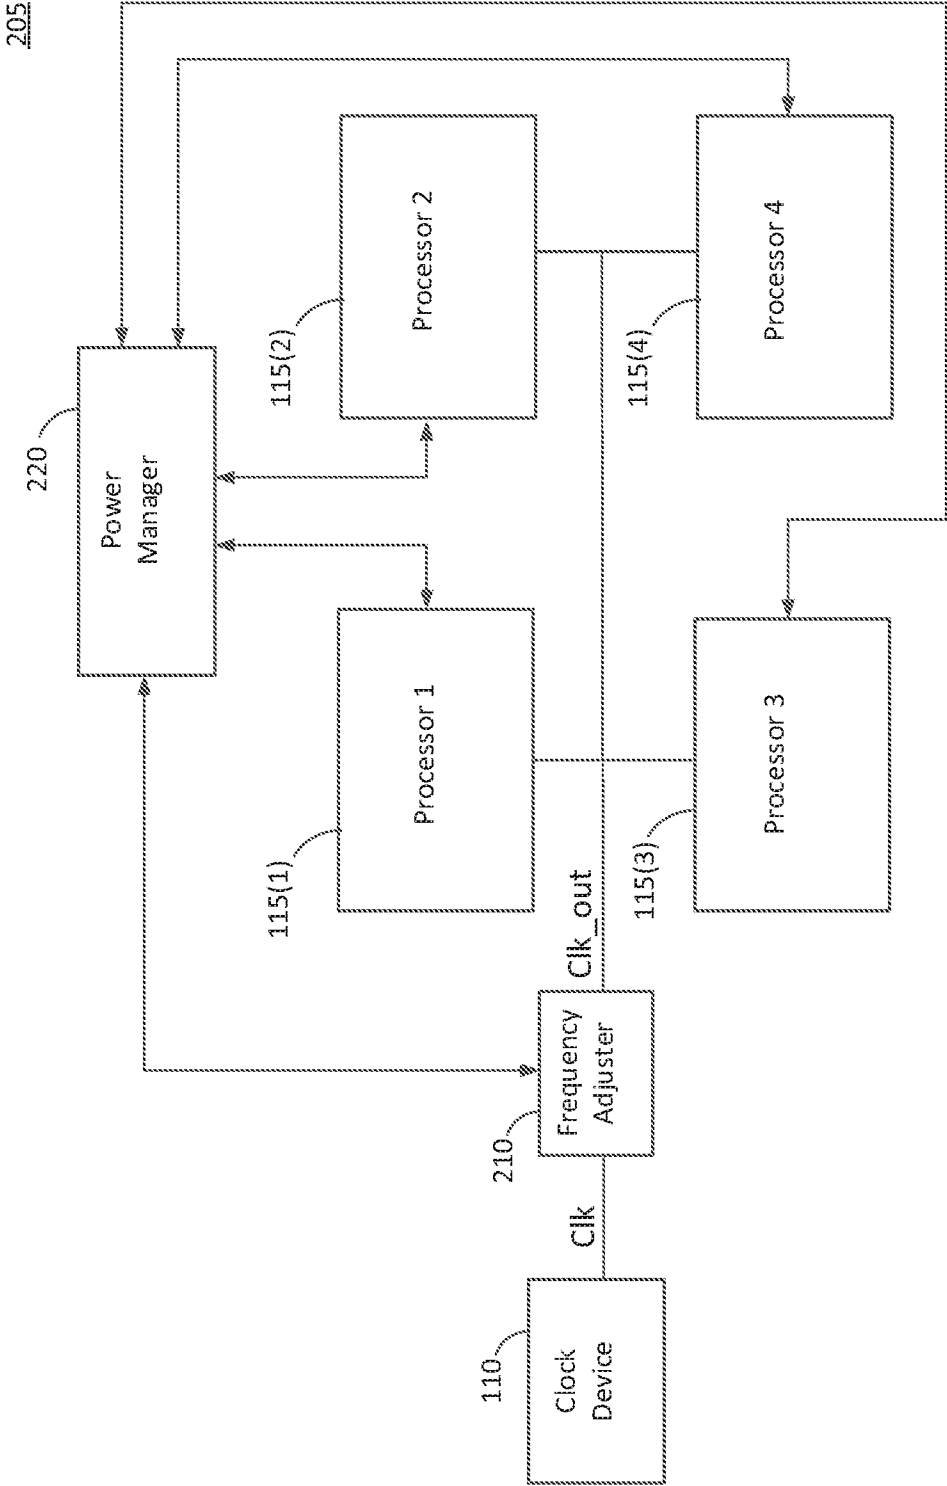 205
220
Power
Manager
115(1)
Processor 1
115(2)
Processor 2
110
Clock
Device
Clk
210
Frequency
Adjuster
Clk_out
115(3)
Processor 3
115(4)
Processor 4